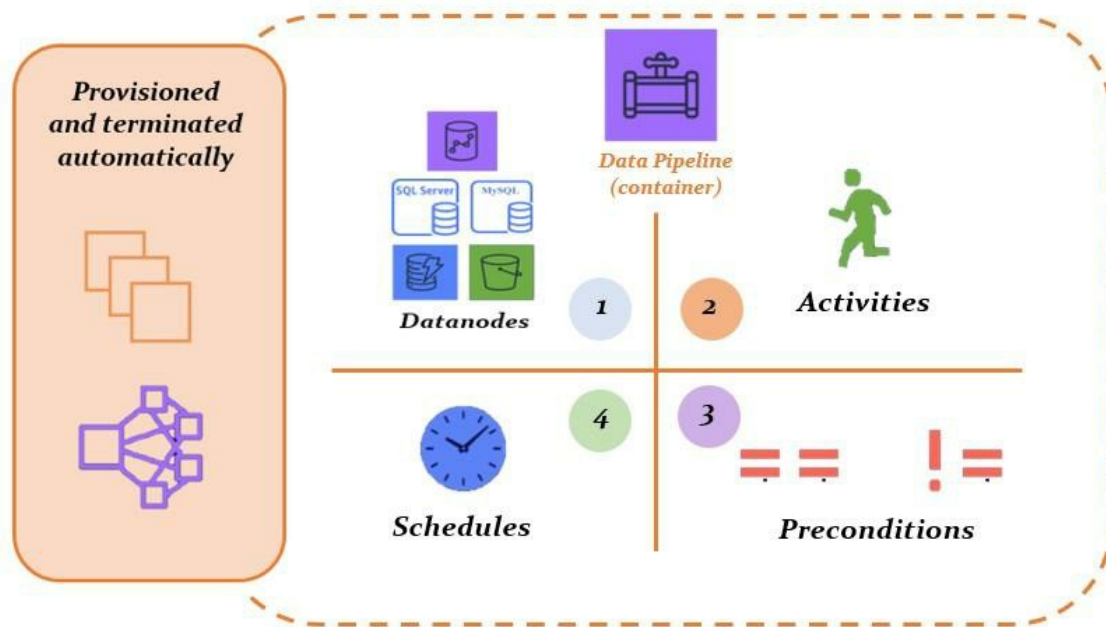 Provisioned
and terminated
automatically
Data Pipeline
(container)
SQL Server
MySQL
Datanodes
1
2
Activities
4
3
Schedules
== !=
Preconditions